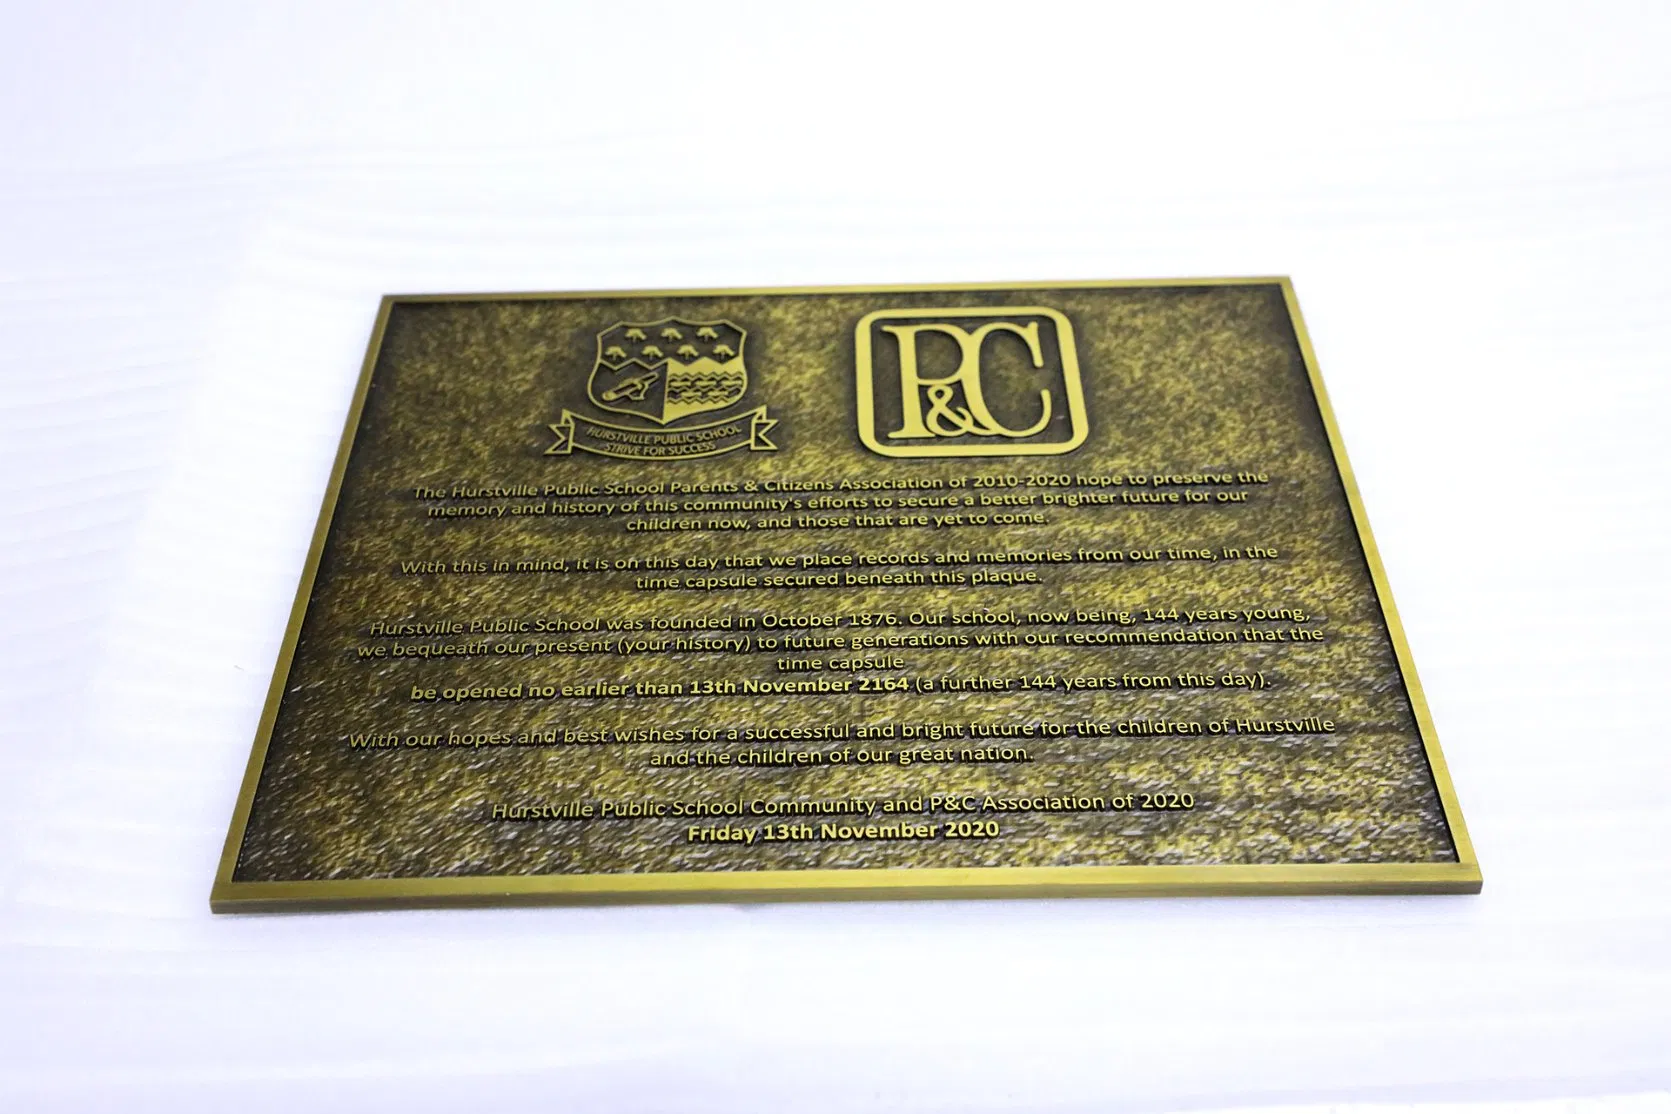 HURSTVILLE PUBLIC SCHOOL
STRIVE FOR SUCCESS
P&C
The Hurstville Public School Parents & Citizens Association of 2010-2020 hope to preserve the
memory and history of this community's efforts to secure a better brighter future for our
children now, and those that are yet to come.
With this in mind, it is on this day that we place records and memories from our time, in the
time capsule secured beneath this plaque.
Hurstville Public School was founded in October 1876. Our school, now being, 144 years young,
we bequeath our present (your history) to future generations with our recommendation that the
time capsule
be opened no earlier than 13th November 2164 (a further 144 years from this day).
With our hopes and best wishes for a successful and bright future for the children of Hurstville
and the children of our great nation.
Hurstville Public School Community and P&C Association of 2020
Friday 13th November 2020